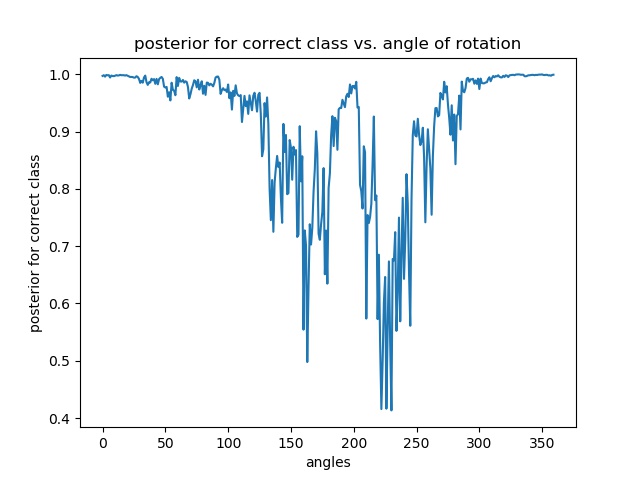 posterior for correct class vs. angle of rotation
posterior for correct class
1.0
0.9
0.8
0.7
0.6
0.5
0.4
0 50 100 150 200 250 300 350
angles